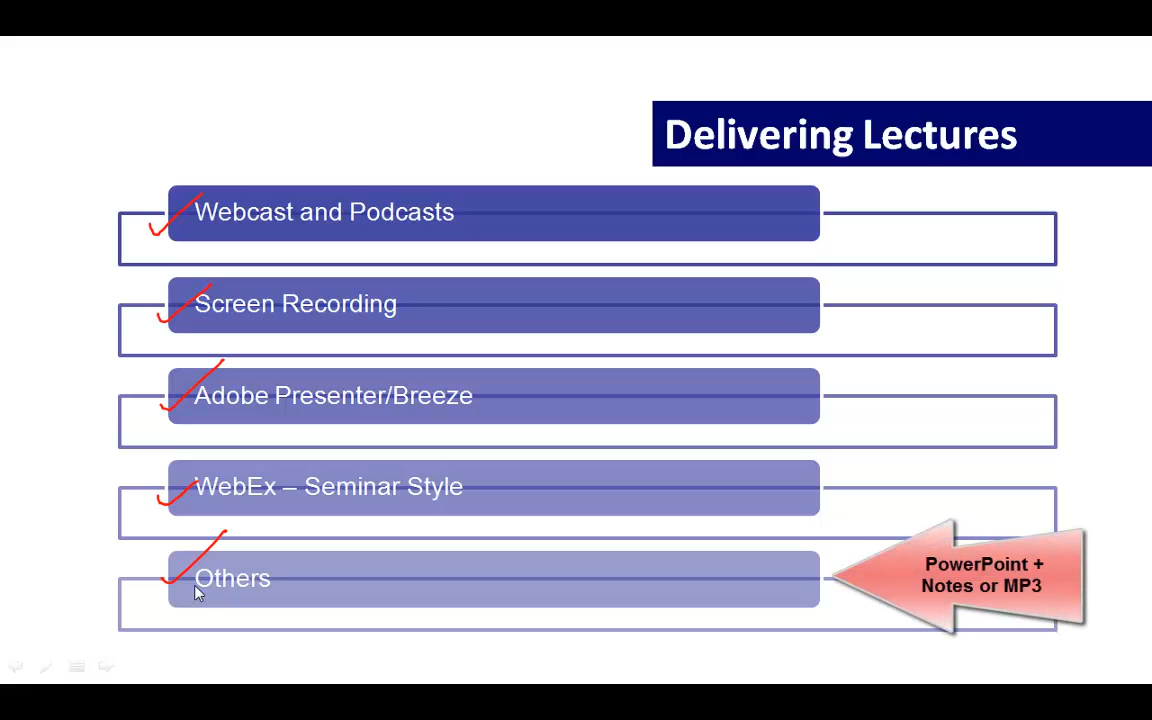 Delivering Lectures
Webcast and Podcasts
Screen Recording
Adobe Presenter/Breeze
WebEx – Seminar Style
Others
PowerPoint +
Notes or MP3